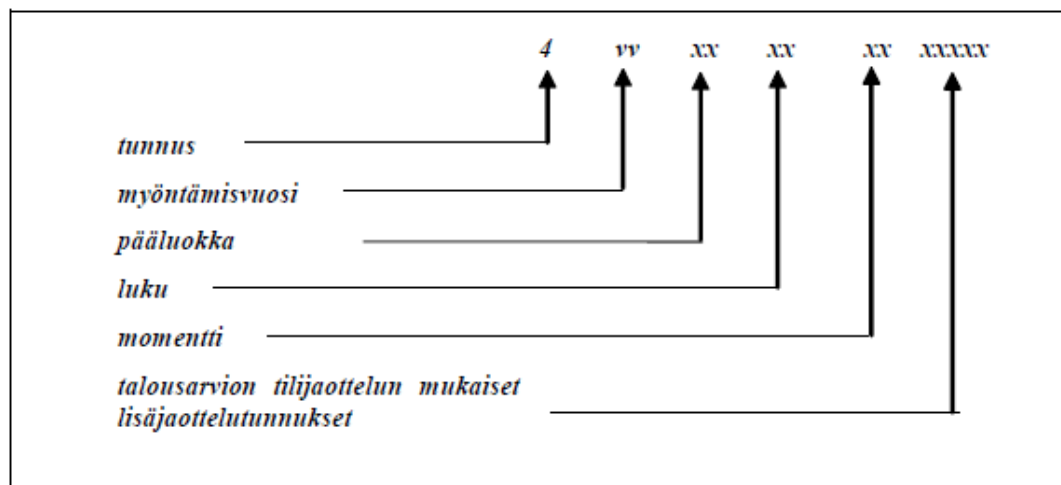 4 vv xx xx xx xxxxx
tunnus
myöntämisvuosi
pääluokka
luku
momentti
talousarvion tilijaottelun mukaiset
lisäjaottelutunnukset